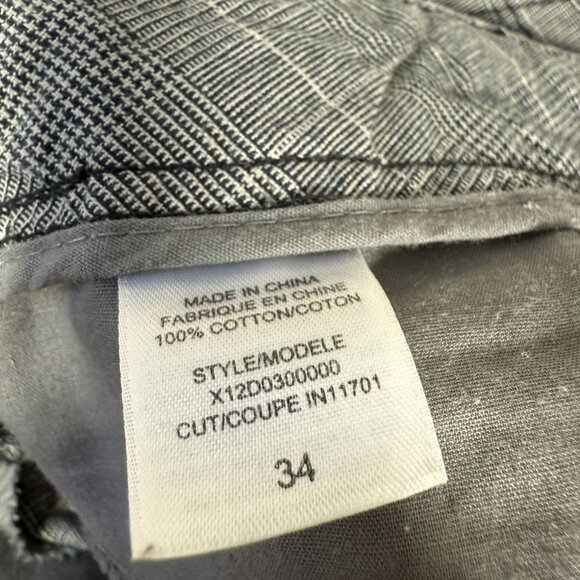 MADE IN CHINA
FABRIQUE EN CHINE
100% COTTON/COTON
STYLE/MODELE
X12D0300000
CUT/COUPE IN11701
34